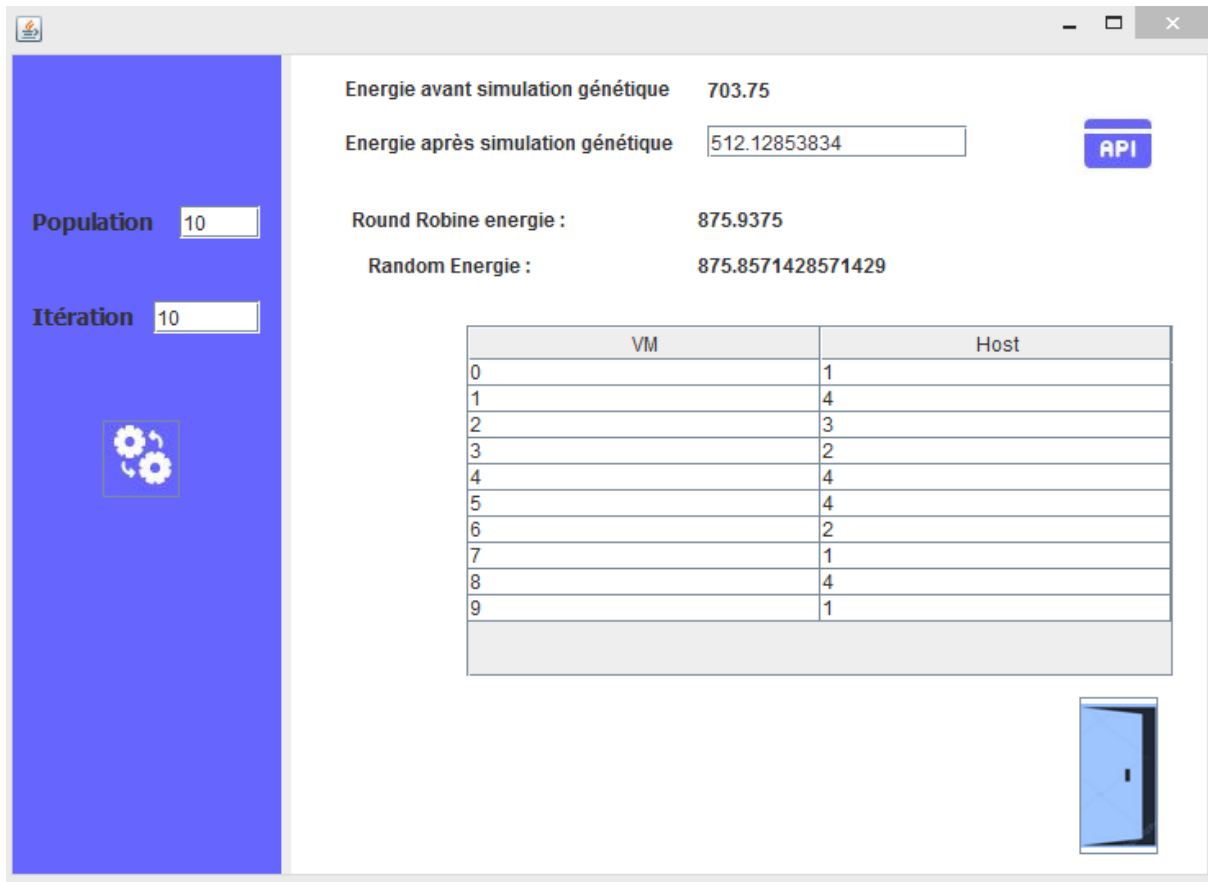 Energie avant simulation génétique 703.75
Energie après simulation génétique 512.12853834
API
Population 10
Round Robine energie : 875.9375
Random Energie : 875.8571428571429
Itération 10
VM Host
0 1
1 4
2 3
3 2
4 4
5 4
6 2
7 1
8 4
9 1